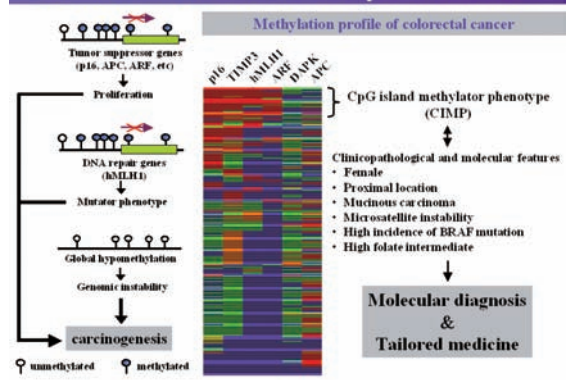 Methylation profile of colorectal cancer
Tumor suppressor genes
(p16, APC, ARF, etc)
Proliferation
DNA repair genes
(hMLH1)
Mutator phenotype
Global hypomethylation
Genomic instability
carcinogenesis
unmethylated
methylated
p16
TIMP3
hMLH1
ARF
DAPK
APC
CpG island methylator phenotype
(CIMP)
Clinicopathological and molecular features
• Female
• Proximal location
• Mucinous carcinoma
• Microsatellite instability
• High incidence of BRAF mutation
• High folate intermediate
Molecular diagnosis
&
Tailored medicine